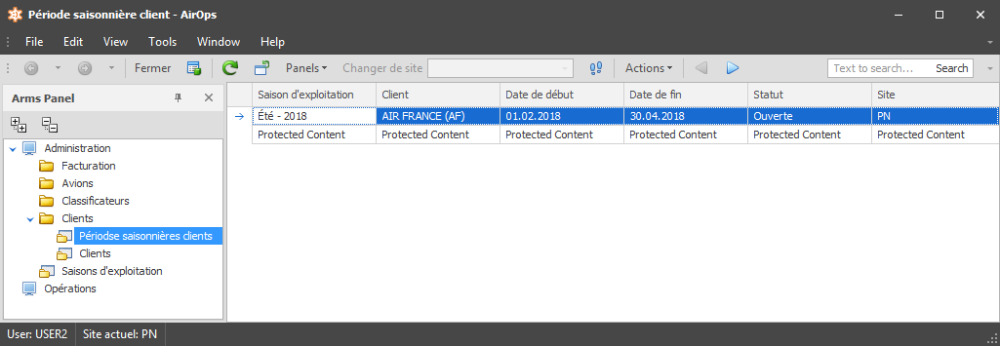 Période saisonnière client - AirOps
File Edit View Tools Window Help
Fermer Panels Changer de site Actions Text to search... Search
Arms Panel
Administration
Facturation
Avions
Classificateurs
Clients
Périodse saisonnières clients
Clients
Saisons d'exploitation
Opérations
Saison d'exploitation Client Date de début Date de fin Statut Site
Été - 2018 AIR FRANCE (AF) 01.02.2018 30.04.2018 Ouverte PN
Protected Content Protected Content Protected Content Protected Content Protected Content Protected Content
User: USER2 Site actuel: PN